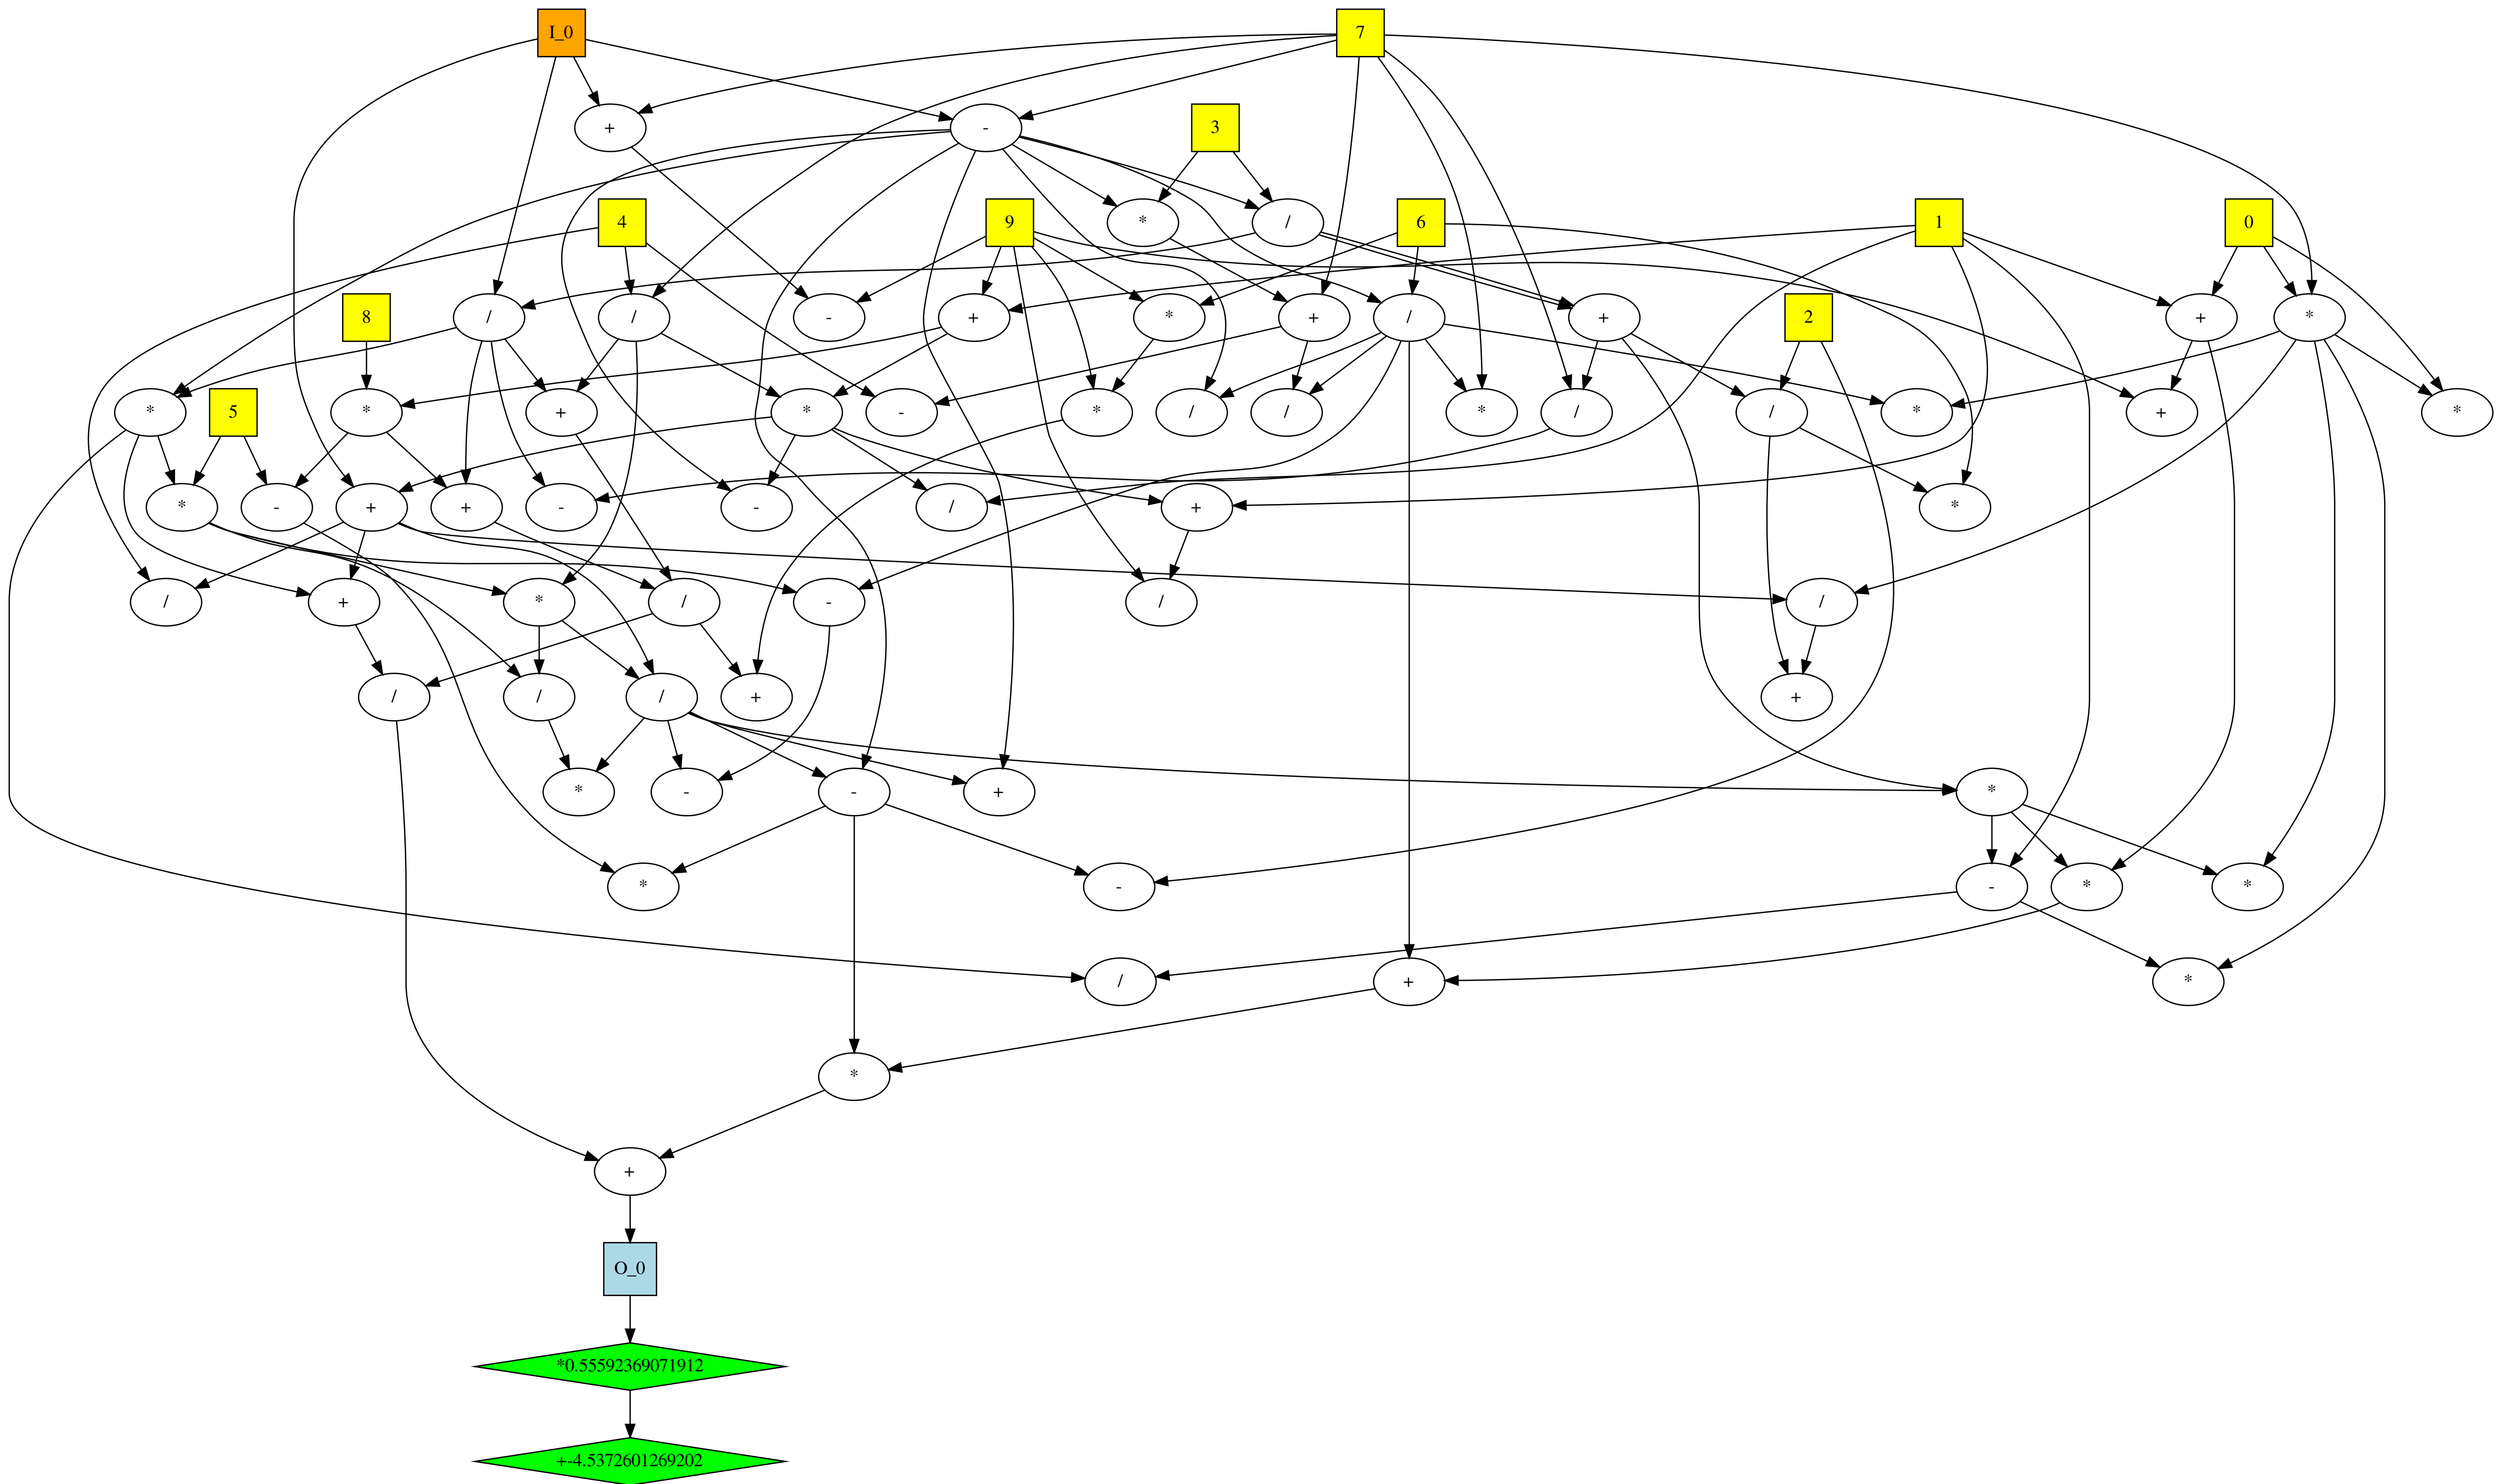 I_0 7
+ - 3
4 9 * / 6 1 0
8 / / - + * + / + 2 + *
* 5 * + * - * / / * / / * + *
* - + + - - / + *
/ + * / - / /
/ / / + +
* - - + *
* - - * *
/ + *
*
+
O_0
*0.55592369071912
+-4.5372601269202